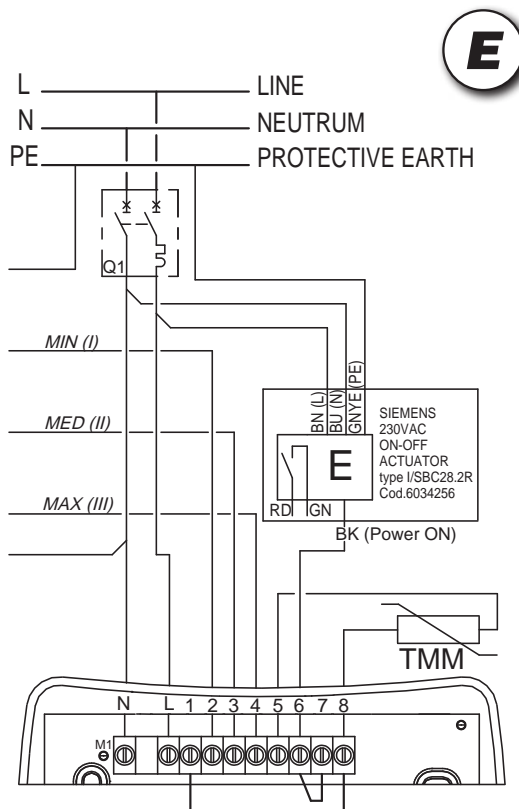 E
L LINE
N NEUTRUM
PE PROTECTIVE EARTH
Q1
MIN (I)
MED (II)
MAX (III)
BN (L)
BU (N)
GNYE (PE)
E
RD GN
SIEMENS
230VAC
ON-OFF
ACTUATOR
type I/SBC28.2R
Cod.6034256
BK (Power ON)
TMM
N L 1 2 3 4 5 6 7 8
M1